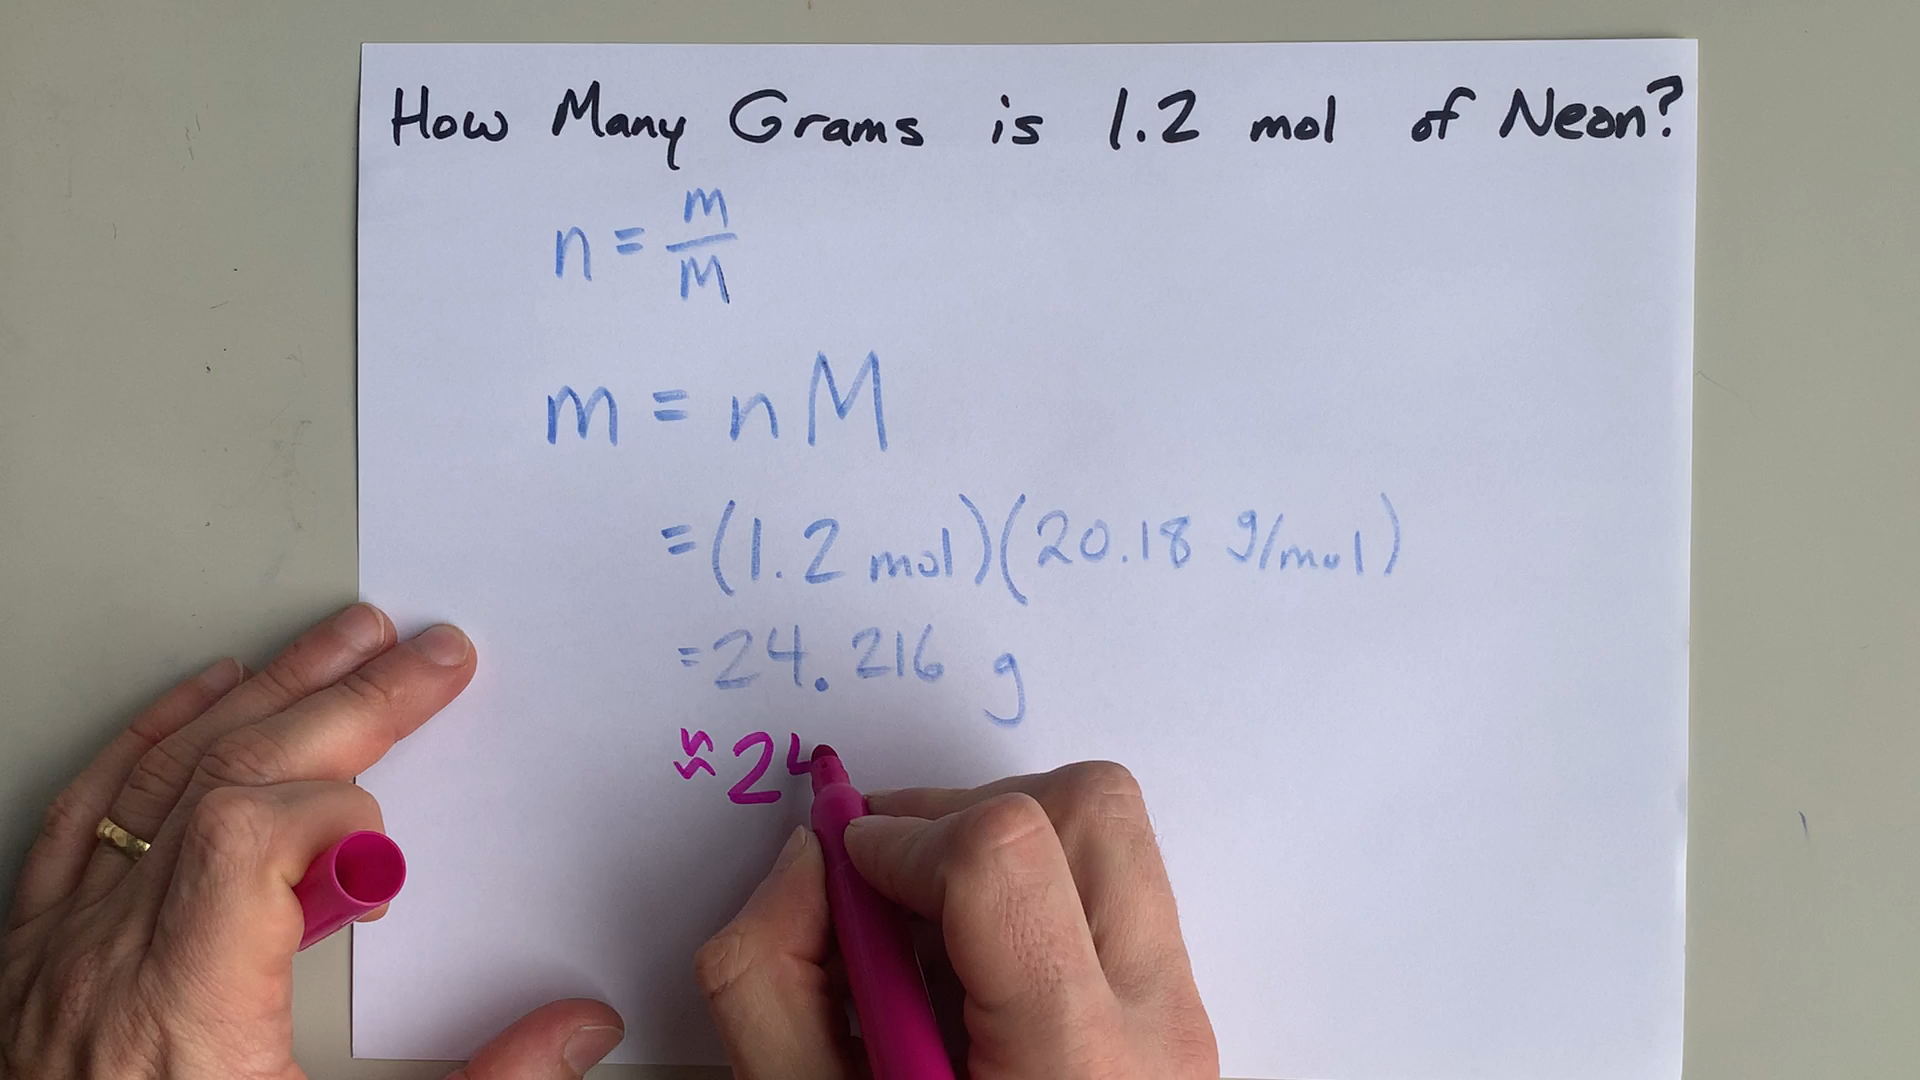 How Many Grams is 1.2 mol of Neon?
n = m/M
m = nM
= (1.2 mol)(20.18 g/mol)
= 24.216 g
≈ 24